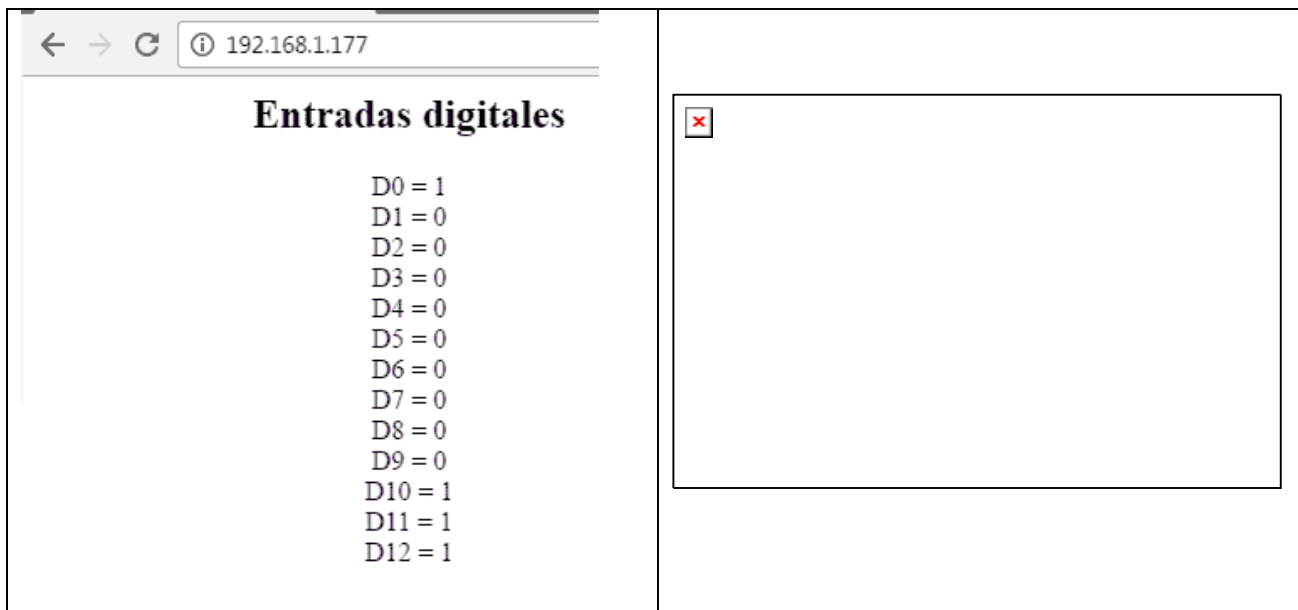 192.168.1.177
Entradas digitales
D0 = 1
D1 = 0
D2 = 0
D3 = 0
D4 = 0
D5 = 0
D6 = 0
D7 = 0
D8 = 0
D9 = 0
D10 = 1
D11 = 1
D12 = 1